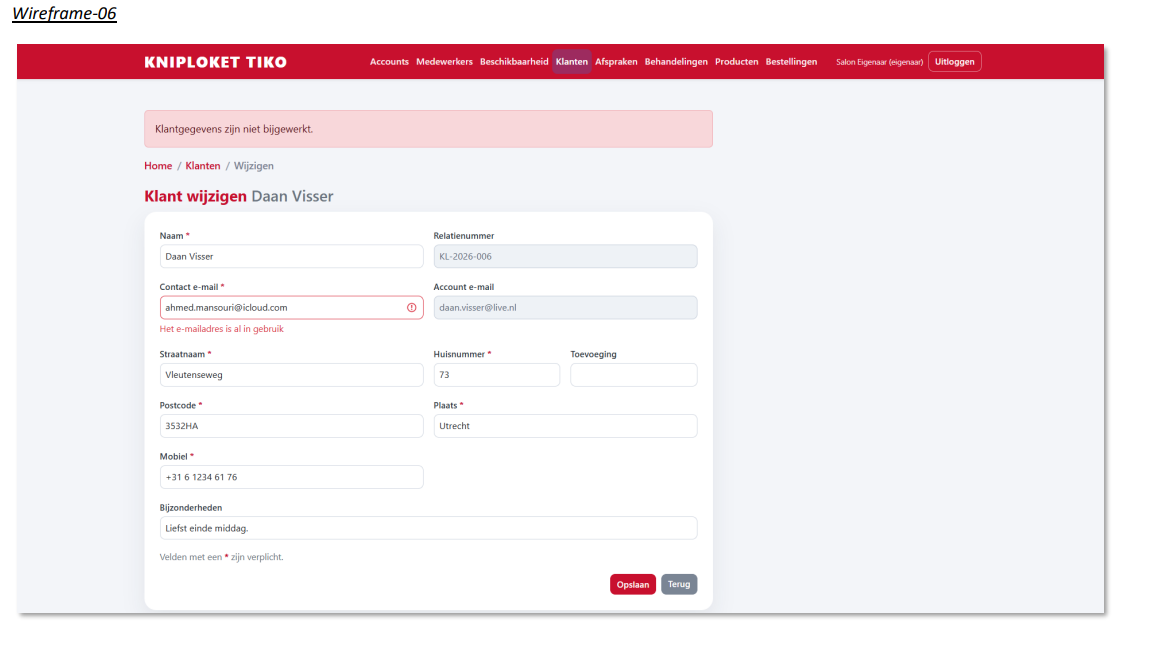 Wireframe-06
KNIPLOKET TIKO Accounts Medewerkers Beschikbaarheid Klanten Afspraken Behandelingen Producten Bestellingen Salon Eigenaar (eigenaar) Uitloggen
Klantgegevens zijn niet bijgewerkt.
Home / Klanten / Wijzigen
Klant wijzigen Daan Visser
Naam * Relatienummer
Daan Visser KL-2026-006
Contact e-mail * Account e-mail
ahmed.mansouri@icloud.com daan.visser@live.nl
Het e-mailadres is al in gebruik
Straatnaam * Huisnummer * Toevoeging
Vleutenseweg 73
Postcode * Plaats *
3532HA Utrecht
Mobiel *
+31 6 1234 61 76
Bijzonderheden
Liefst einde middag.
Velden met een * zijn verplicht.
Opslaan Terug